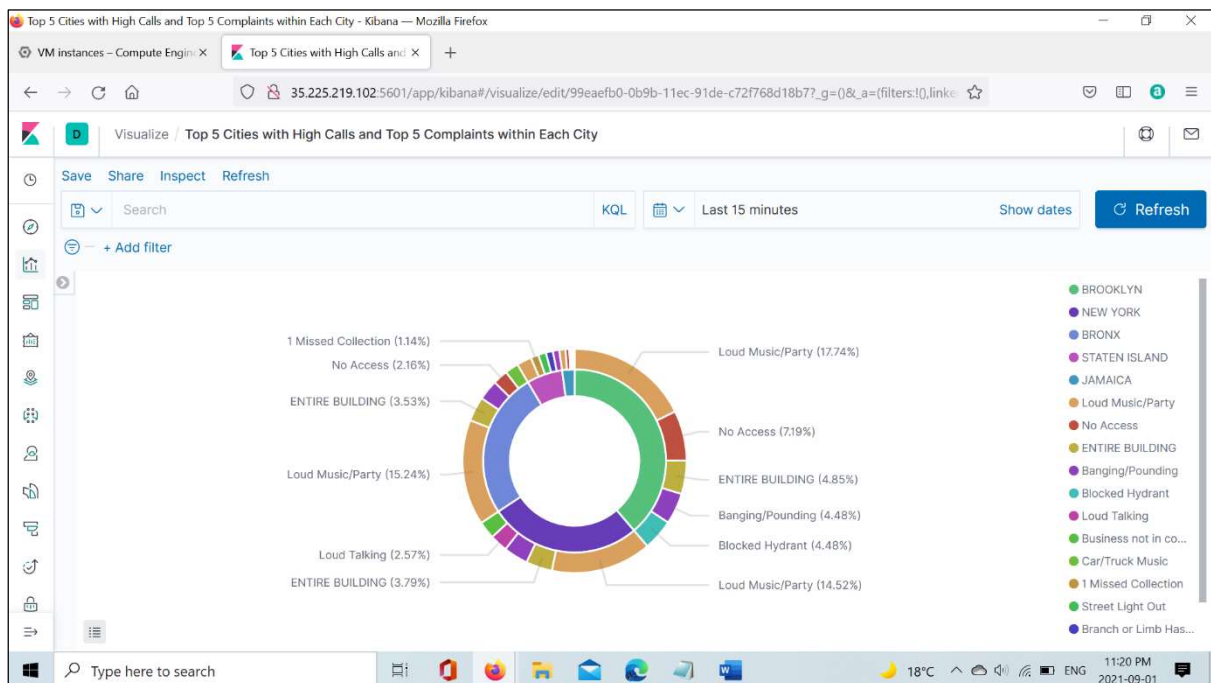 Top 5 Cities with High Calls and Top 5 Complaints within Each City - Kibana — Mozilla Firefox
VM instances – Compute Engin
Top 5 Cities with High Calls and
35.225.219.102:5601/app/kibana#/visualize/edit/99eaefb0-0b9b-11ec-91de-c72f768d18b7?_g=()&_a=(filters:!(),linke
a
D
Visualize / Top 5 Cities with High Calls and Top 5 Complaints within Each City
Save Share Inspect Refresh
Search
KQL
Last 15 minutes
Show dates
Refresh
+ Add filter
1 Missed Collection (1.14%)
No Access (2.16%)
ENTIRE BUILDING (3.53%)
Loud Music/Party (15.24%)
Loud Talking (2.57%)
ENTIRE BUILDING (3.79%)
Loud Music/Party (17.74%)
No Access (7.19%)
ENTIRE BUILDING (4.85%)
Banging/Pounding (4.48%)
Blocked Hydrant (4.48%)
Loud Music/Party (14.52%)
BROOKLYN
NEW YORK
BRONX
STATEN ISLAND
JAMAICA
Loud Music/Party
No Access
ENTIRE BUILDING
Banging/Pounding
Blocked Hydrant
Loud Talking
Business not in co...
Car/Truck Music
1 Missed Collection
Street Light Out
Branch or Limb Has...
Type here to search
W
18°C
ENG
11:20 PM
2021-09-01